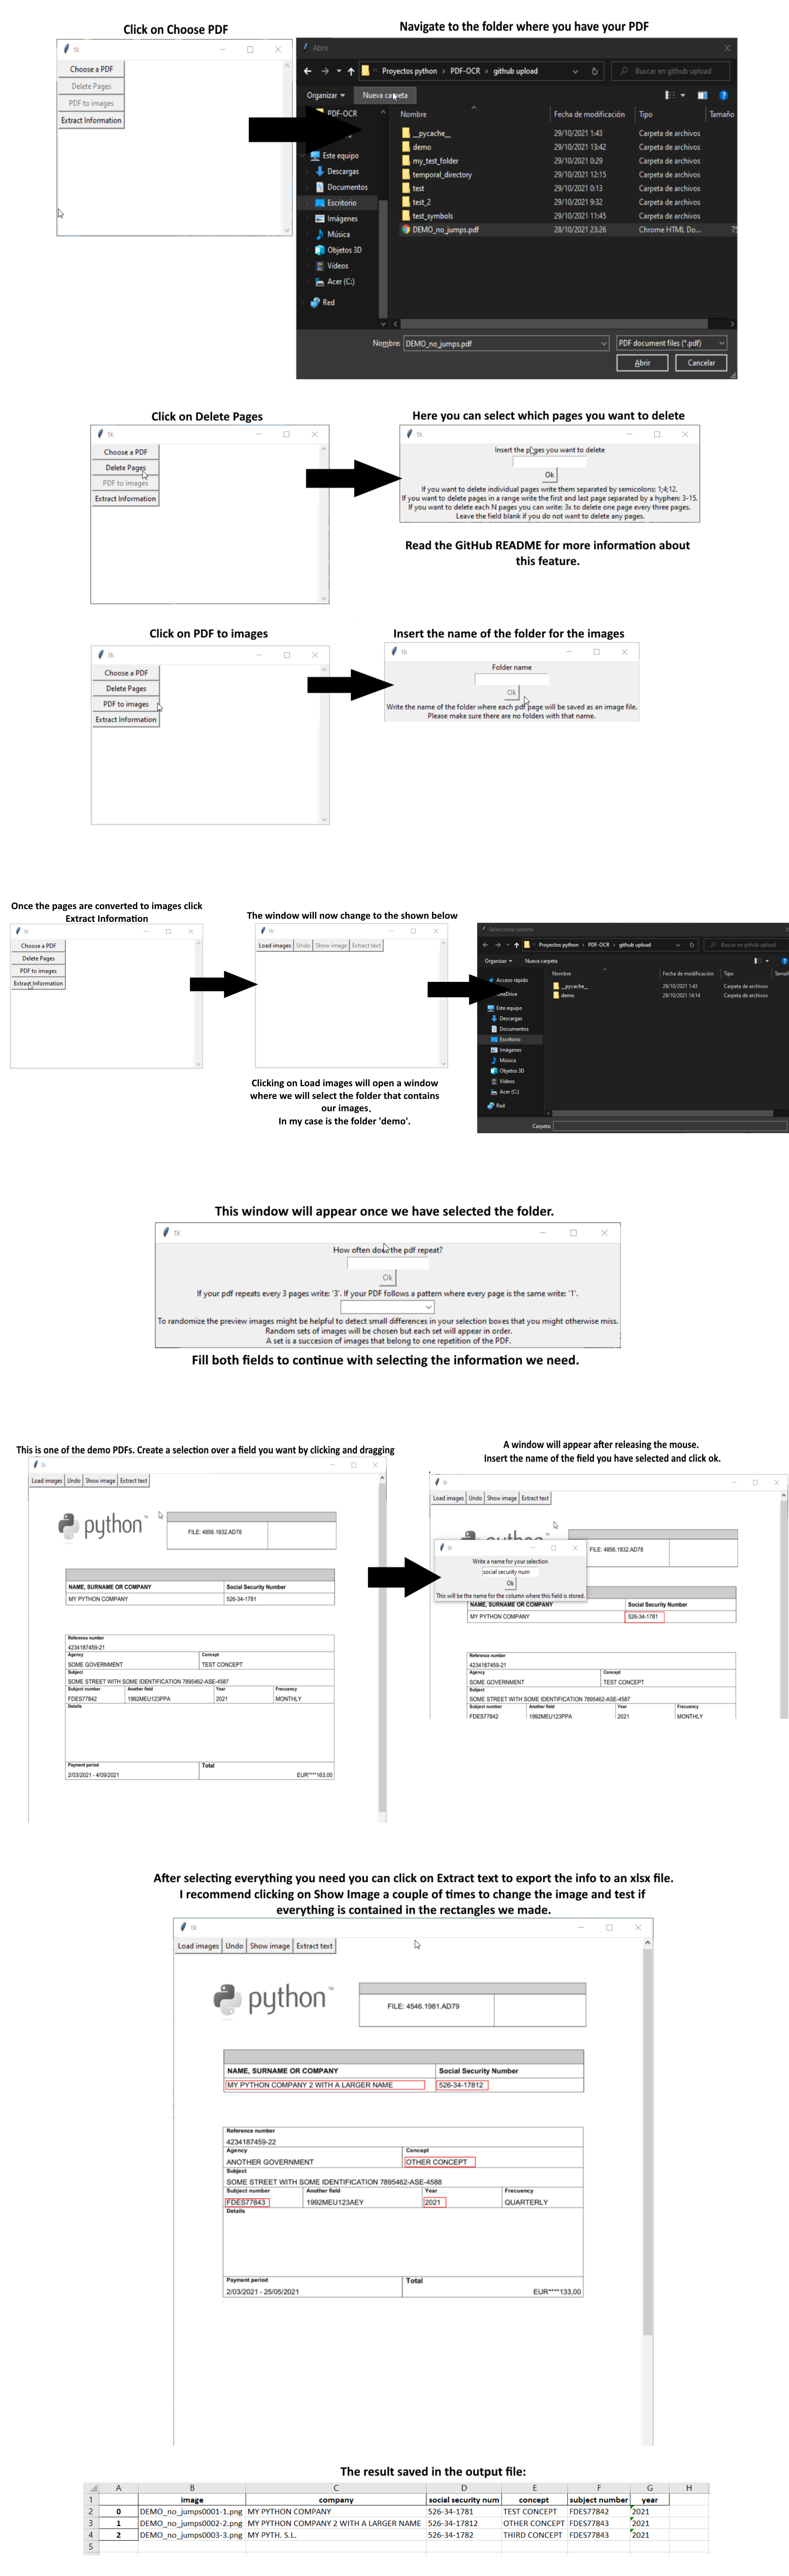 Click on Choose PDF
Navigate to the folder where you have your PDF
tk
Choose a PDF
Delete Pages
PDF to images
Extract Information
Abrir
Proyectos python › PDF-OCR › github upload
Buscar en github upload
Organizar
Nueva carpeta
PDF-OCR
Este equipo
Descargas
Documentos
Escritorio
Imágenes
Música
Objetos 3D
Vídeos
Acer (C:)
Red
Nombre Fecha de modificación Tipo Tamaño
__pycache__ 29/10/2021 1:43 Carpeta de archivos
demo 29/10/2021 13:42 Carpeta de archivos
my_test_folder 29/10/2021 0:29 Carpeta de archivos
temporal_directory 29/10/2021 12:15 Carpeta de archivos
test 29/10/2021 0:13 Carpeta de archivos
test_2 29/10/2021 9:32 Carpeta de archivos
test_symbols 29/10/2021 11:45 Carpeta de archivos
DEMO_no_jumps.pdf 28/10/2021 23:26 Chrome HTML Do... 75
Nombre: DEMO_no_jumps.pdf
PDF document files (*.pdf)
Abrir
Cancelar
Click on Delete Pages
Here you can select which pages you want to delete
tk
Choose a PDF
Delete Pages
PDF to images
Extract Information
tk
Insert the pages you want to delete
Ok
If you want to delete individual pages write them separated by semicolons: 1;4;12.
If you want to delete pages in a range write the first and last page separated by a hyphen: 3-15.
If you want to delete each N pages you can write: 3x to delete one page every three pages.
Leave the field blank if you do not want to delete any pages.
Read the GitHub README for more information about
this feature.
Click on PDF to images
Insert the name of the folder for the images
tk
Choose a PDF
Delete Pages
PDF to images
Extract Information
tk
Folder name
Ok
Write the name of the folder where each pdf page will be saved as an image file.
Please make sure there are no folders with that name.
Once the pages are converted to images click
Extract Information
The window will now change to the shown below
tk
Choose a PDF
Delete Pages
PDF to images
Extract Information
tk
Load images Undo Show image Extract text
Clicking on Load images will open a window
where we will select the folder that contains
our images.
In my case is the folder 'demo'.
Seleccionar carpeta
Proyectos python › PDF-OCR › github upload
Buscar en github upload
Organizar
Nueva carpeta
Acceso rápido
OneDrive
Este equipo
Descargas
Documentos
Escritorio
Imágenes
Música
Objetos 3D
Vídeos
Acer (C:)
Red
Nombre Fecha de modificación Tipo Tamañ
__pycache__ 29/10/2021 1:43 Carpeta de archivos
demo 29/10/2021 14:14 Carpeta de archivos
Carpeta:
This window will appear once we have selected the folder.
tk
How often does the pdf repeat?
Ok
If your pdf repeats every 3 pages write: '3'. If your PDF follows a pattern where every page is the same write: '1'.
To randomize the preview images might be helpful to detect small differences in your selection boxes that you might otherwise miss.
Random sets of images will be chosen but each set will appear in order.
A set is a succesion of images that belong to one repetition of the PDF.
Fill both fields to continue with selecting the information we need.
This is one of the demo PDFs. Create a selection over a field you want by clicking and dragging
A window will appear after releasing the mouse.
Insert the name of the field you have selected and click ok.
tk
Load images Undo Show image Extract text
python™
FILE: 4856.1832.AD78
NAME, SURNAME OR COMPANY Social Security Number
MY PYTHON COMPANY 526-34-1781
Reference number
4234187459-21
Agency Concept
SOME GOVERNMENT TEST CONCEPT
Subject
SOME STREET WITH SOME IDENTIFICATION 7895462-ASE-4587
Subject number Another field Year Frecuency
FDES77842 1992MEU123PPA 2021 MONTHLY
Details
Payment period Total
2/03/2021 - 4/09/2021 EUR****163,00
tk
Load images Undo Show image Extract text
FILE: 4856.1832.AD78
tk
Write a name for your selection
social security num
Ok
This will be the name for the column where this field is stored.
NAME, SURNAME OR COMPANY Social Security Number
MY PYTHON COMPANY 526-34-1781
Reference number
4234187459-21
Agency Concept
SOME GOVERNMENT TEST CONCEPT
Subject
SOME STREET WITH SOME IDENTIFICATION 7895462-ASE-4587
Subject number Another field Year Frecuency
FDES77842 1992MEU123PPA 2021 MONTHLY
After selecting everything you need you can click on Extract text to export the info to an xlsx file.
I recommend clicking on Show Image a couple of times to change the image and test if
everything is contained in the rectangles we made.
tk
Load images Undo Show image Extract text
python™
FILE: 4546.1981.AD79
NAME, SURNAME OR COMPANY Social Security Number
MY PYTHON COMPANY 2 WITH A LARGER NAME 526-34-17812
Reference number
4234187459-22
Agency Concept
ANOTHER GOVERNMENT OTHER CONCEPT
Subject
SOME STREET WITH SOME IDENTIFICATION 7895462-ASE-4588
Subject number Another field Year Frecuency
FDES77843 1992MEU123AEY 2021 QUARTERLY
Details
Payment period Total
2/03/2021 - 25/05/2021 EUR****133,00
The result saved in the output file:
A B C D E F G H
1 image company social security num concept subject number year
2 0 DEMO_no_jumps0001-1.png MY PYTHON COMPANY 526-34-1781 TEST CONCEPT FDES77842 2021
3 1 DEMO_no_jumps0002-2.png MY PYTHON COMPANY 2 WITH A LARGER NAME 526-34-17812 OTHER CONCEPT FDES77843 2021
4 2 DEMO_no_jumps0003-3.png MY PYTH. S.L. 526-34-1782 THIRD CONCEPT FDES77843 2021
5